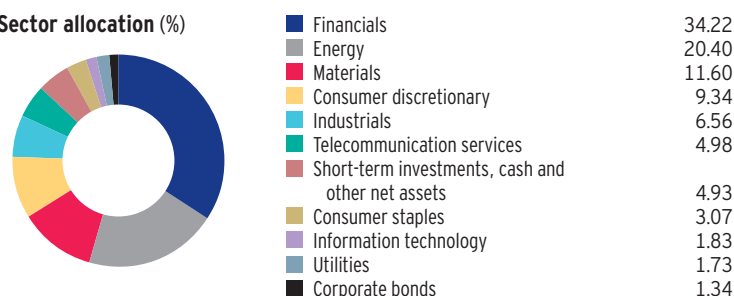 Sector allocation (%)
Financials 34.22
Energy 20.40
Materials 11.60
Consumer discretionary 9.34
Industrials 6.56
Telecommunication services 4.98
Short-term investments, cash and
other net assets 4.93
Consumer staples 3.07
Information technology 1.83
Utilities 1.73
Corporate bonds 1.34